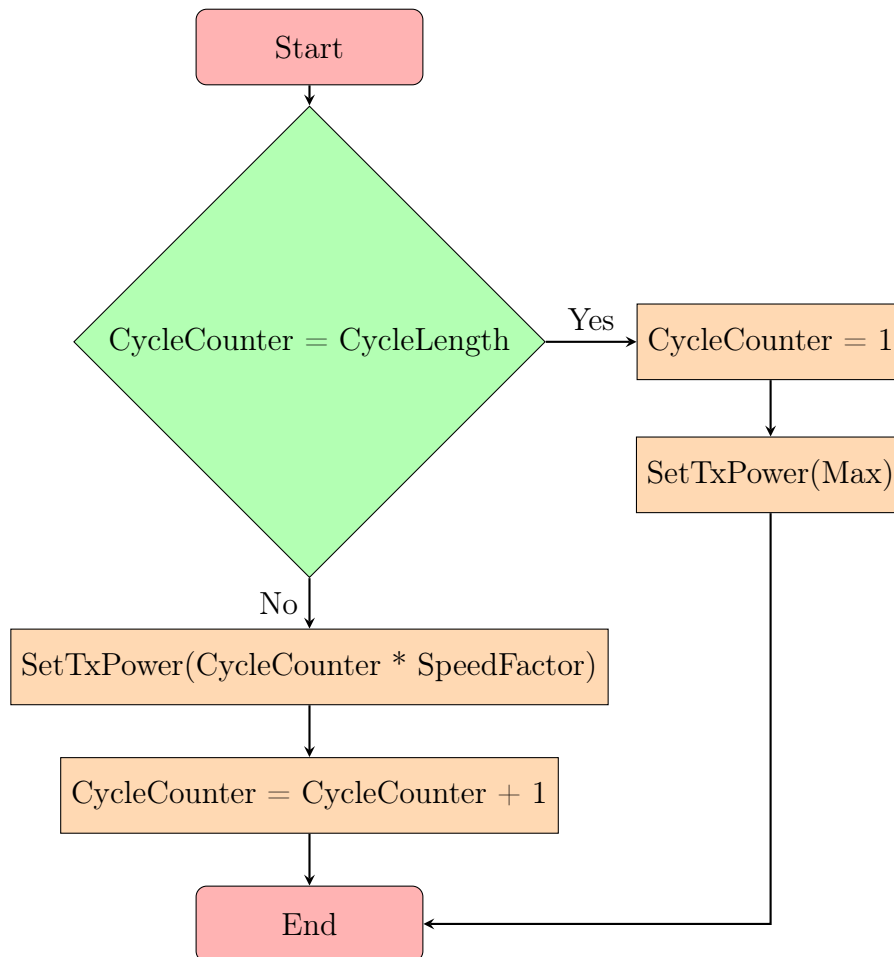 Start
CycleCounter = CycleLength
Yes
CycleCounter = 1
SetTxPower(Max)
No
SetTxPower(CycleCounter * SpeedFactor)
CycleCounter = CycleCounter + 1
End